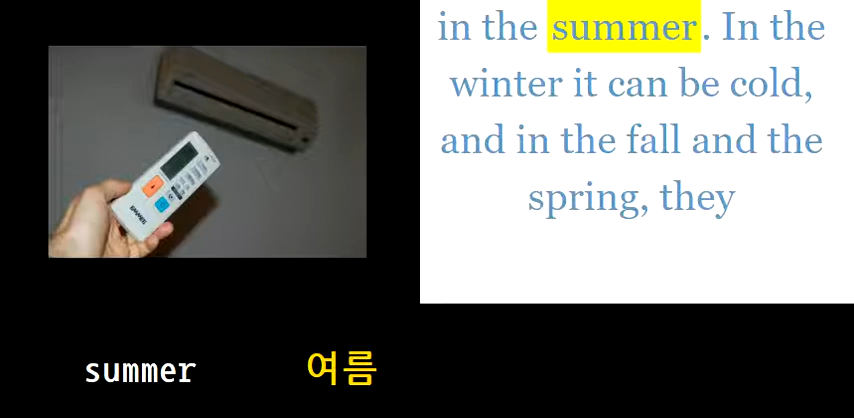 in the summer. In the
winter it can be cold,
and in the fall and the
spring, they
summer 여름